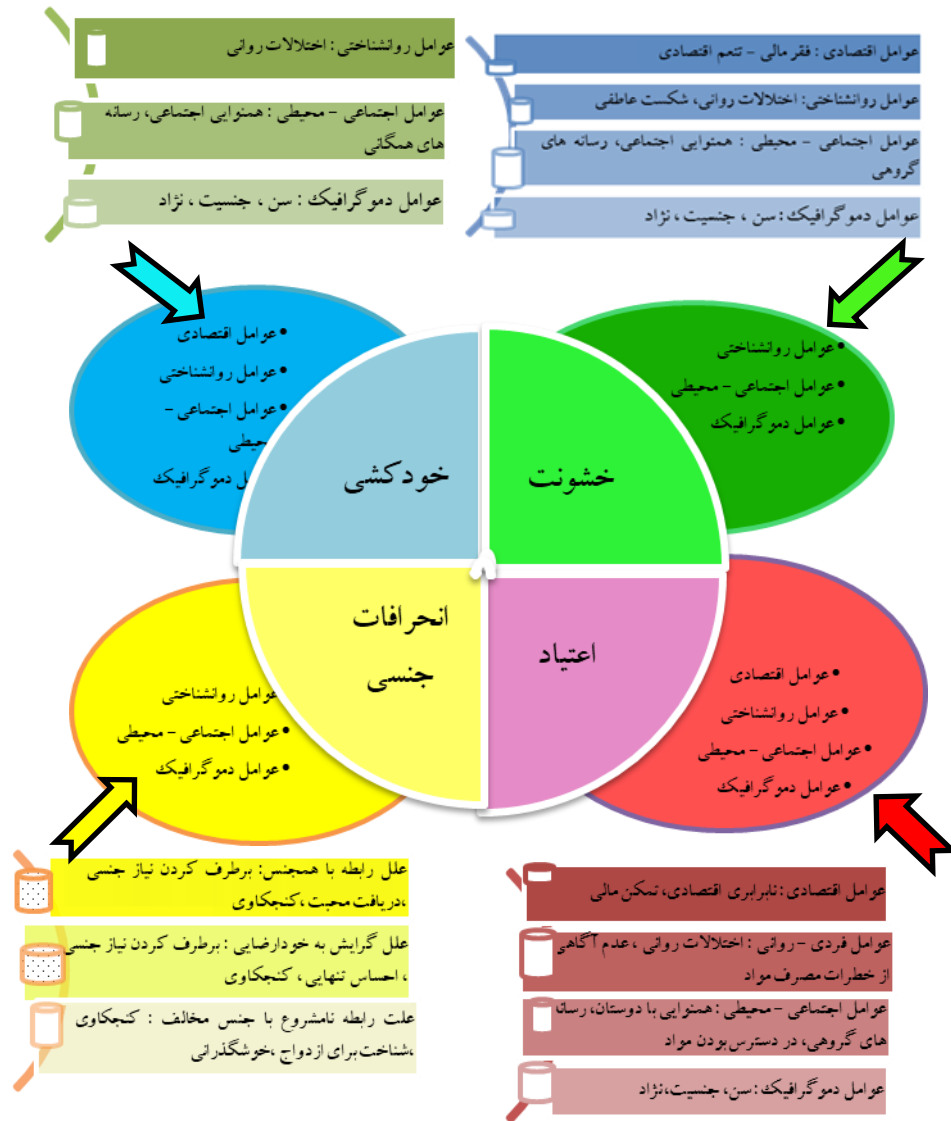 عوامل اقتصادی : فقر مالی - تنعم اقتصادی
عوامل روانشناختی: اختلالات روانی، شکست عاطفی
عوامل اجتماعی - محیطی : همنوایی اجتماعی، رسانه های
گروهی
عوامل دموگرافیک : سن ، جنسیت ، نژاد
عوامل روانشناختی : اختلالات روانی
عوامل اجتماعی - محیطی : همنوایی اجتماعی، رسانه
های همگانی
عوامل دموگرافیک : سن ، جنسیت ، نژاد
•عوامل روانشناختی
•عوامل اجتماعی - محیطی
•عوامل دموگرافیک
•عوامل اقتصادی
•عوامل روانشناختی
•عوامل اجتماعی -
دموگرافیک
خشونت
خودکشی
اعتیاد
انحرافات
جنسی
•عوامل اقتصادی
•عوامل روانشناختی
•عوامل اجتماعی - محیطی
•عوامل دموگرافیک
عوامل روانشناختی
•عوامل اجتماعی - محیطی
•عوامل دموگرافیک
علل رابطه با همجنس: برطرف کردن نیاز جنسی
،دریافت محبت ،کنجکاوی
علل گرایش به خودارضایی : برطرف کردن نیاز جنسی
، احساس تنهایی ، کنجکاوی
علت رابطه نامشروع با جنس مخالف : کنجکاوی
،شناخت برای ازدواج ،خوشگذرانی
عوامل اقتصادی : نابرابری اقتصادی، تمکن مالی
عوامل فردی - روانی : اختلالات روانی ، عدم آگاهی
از خطرات مصرف مواد
عوامل اجتماعی -محیطی : همنوایی با دوستان، رسانه
های گروهی، در دسترس بودن مواد
عوامل دموگرافیک :سن، جنسیت،نژاد